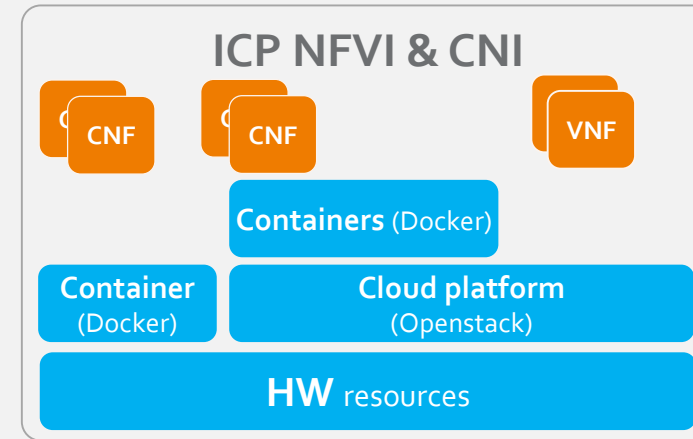 ICP NFVI & CNI
CNF
CNF
VNF
Containers (Docker)
Container
(Docker)
Cloud platform
(Openstack)
HW resources